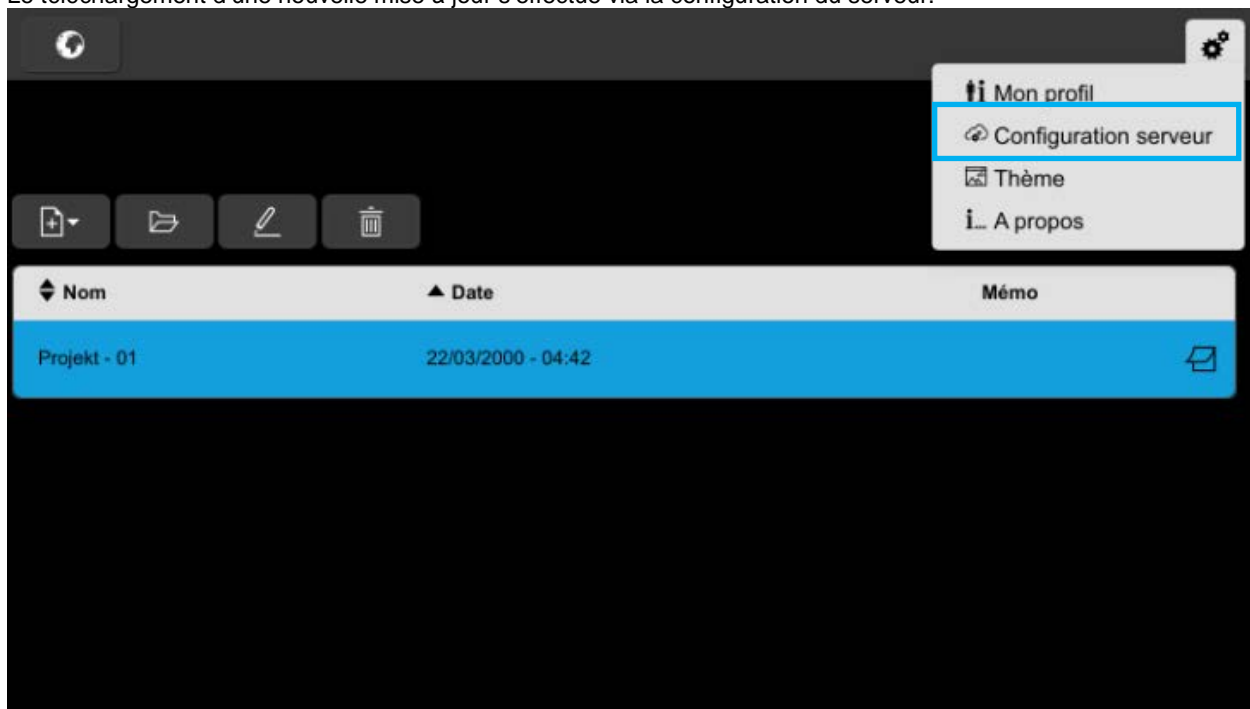 Le téléchargement d'une nouvelle mise à jour s'effectue via la configuration du serveur.
Mon profil
Configuration serveur
Thème
i... A propos
Nom Date Mémo
Projekt - 01 22/03/2000 - 04:42